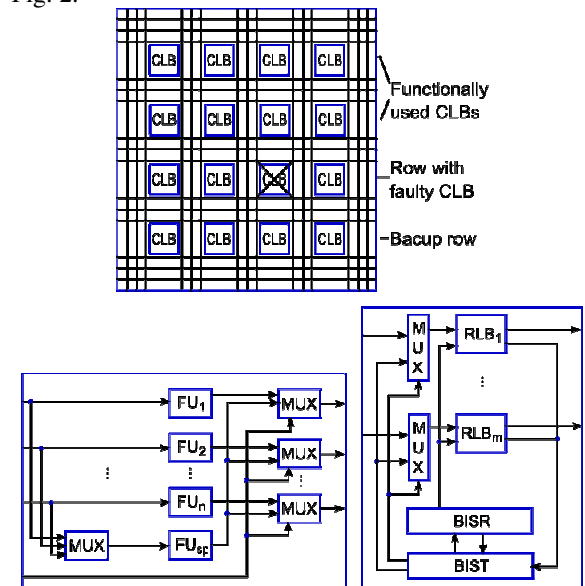 Fig. 2.
CLB CLB CLB CLB
Functionally
used CLBs
CLB CLB CLB CLB
CLB CLB CLB CLB
Row with
faulty CLB
CLB CLB CLB CLB
Bacup row
FU1
MUX
FU2
MUX
FUn
MUX
MUX
FUsp
MUX
RLB1
MUX
RLBm
BISR
BIST